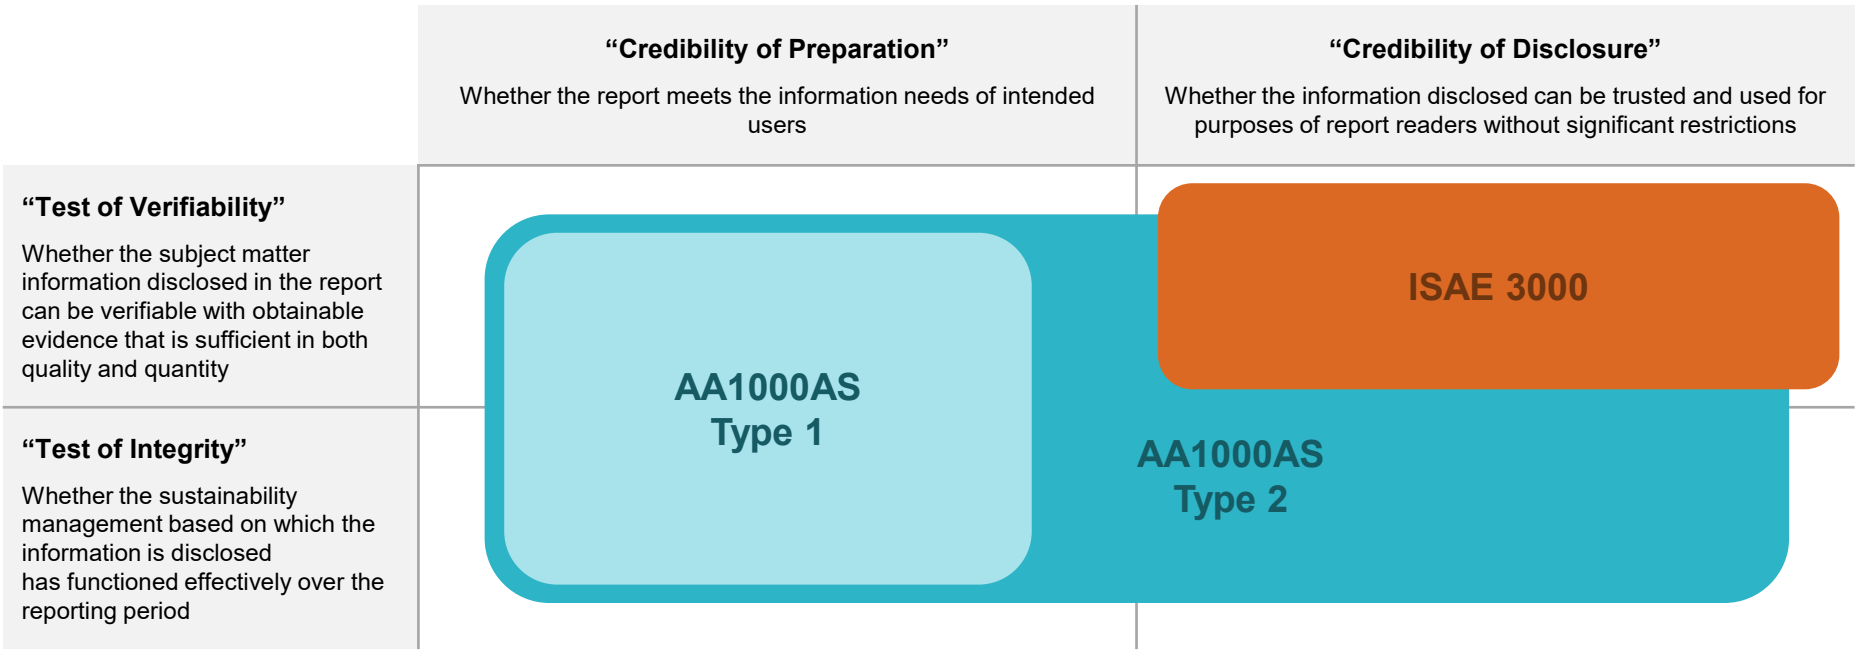 “Credibility of Preparation”
Whether the report meets the information needs of intended
users
“Credibility of Disclosure”
Whether the information disclosed can be trusted and used for
purposes of report readers without significant restrictions
“Test of Verifiability”
Whether the subject matter
information disclosed in the report
can be verifiable with obtainable
evidence that is sufficient in both
quality and quantity
ISAE 3000
AA1000AS
Type 1
AA1000AS
Type 2
“Test of Integrity”
Whether the sustainability
management based on which the
information is disclosed
has functioned effectively over the
reporting period